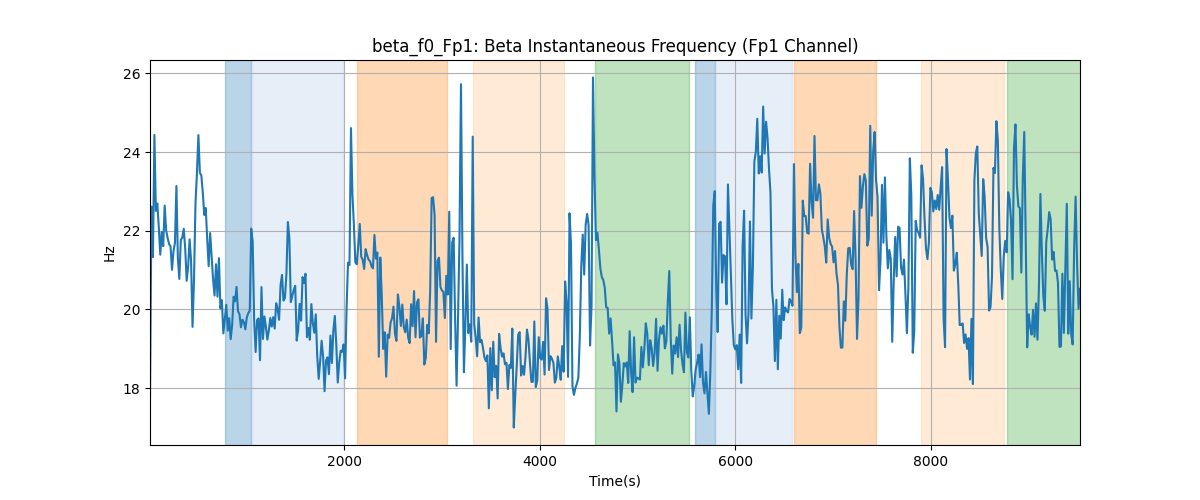 beta_f0_Fp1: Beta Instantaneous Frequency (Fp1 Channel)
26
24
22
20
18
Hz
2000 4000 6000 8000
Time(s)